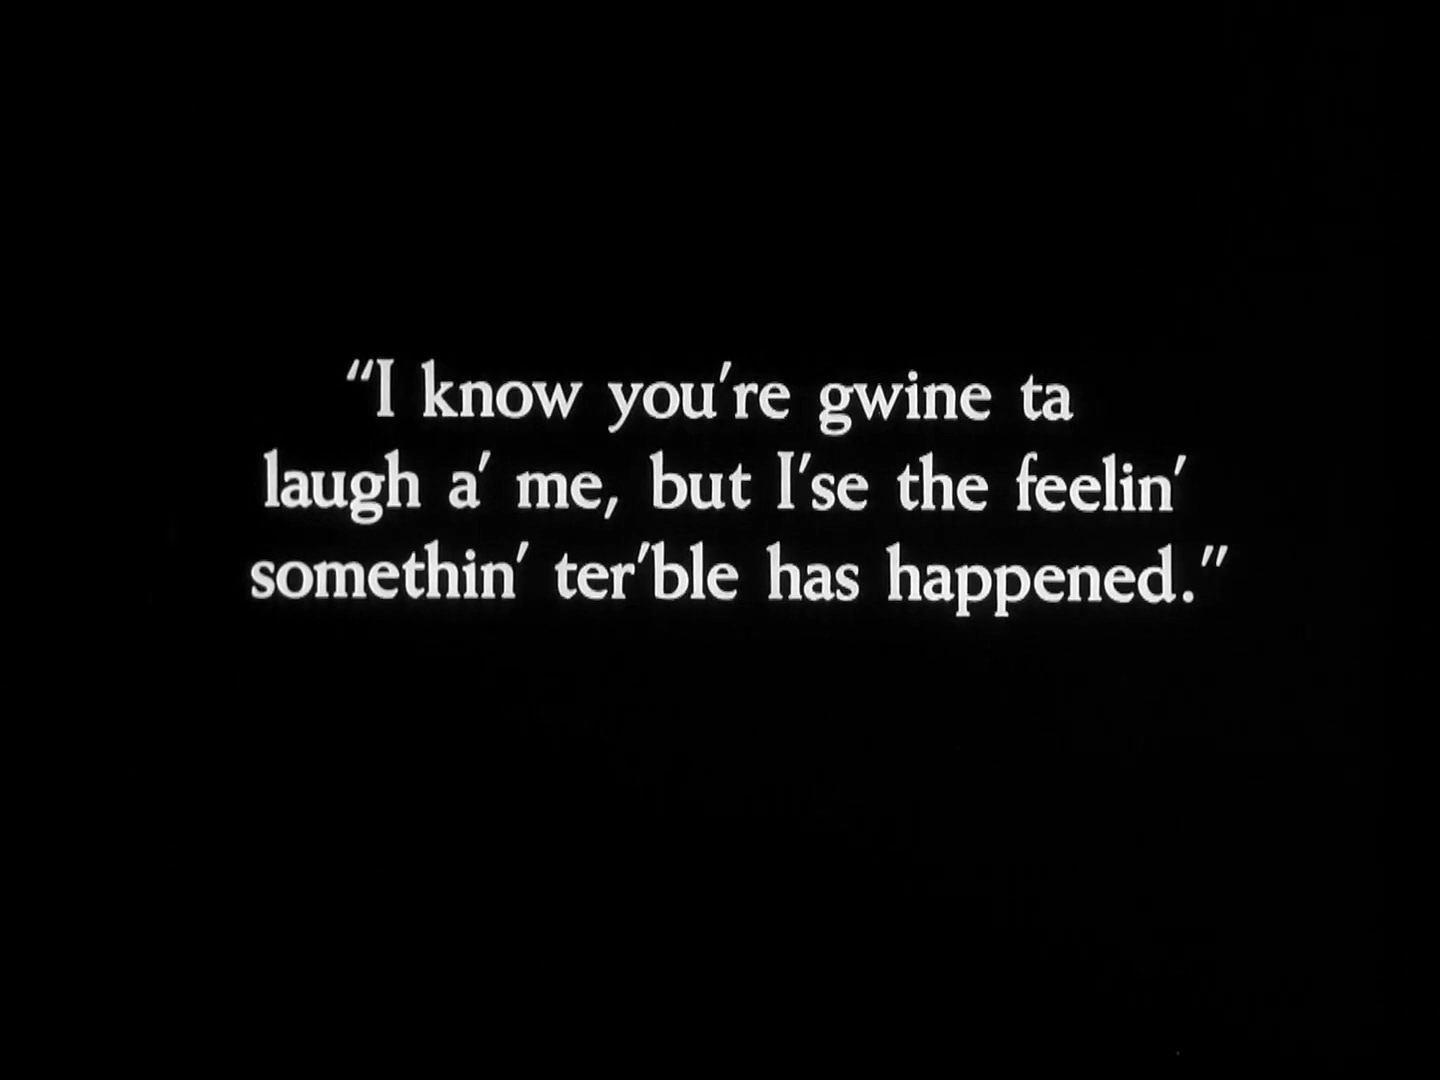 “I know you’re gwine ta
laugh a’ me, but I’se the feelin’
somethin’ ter’ble has happened.”